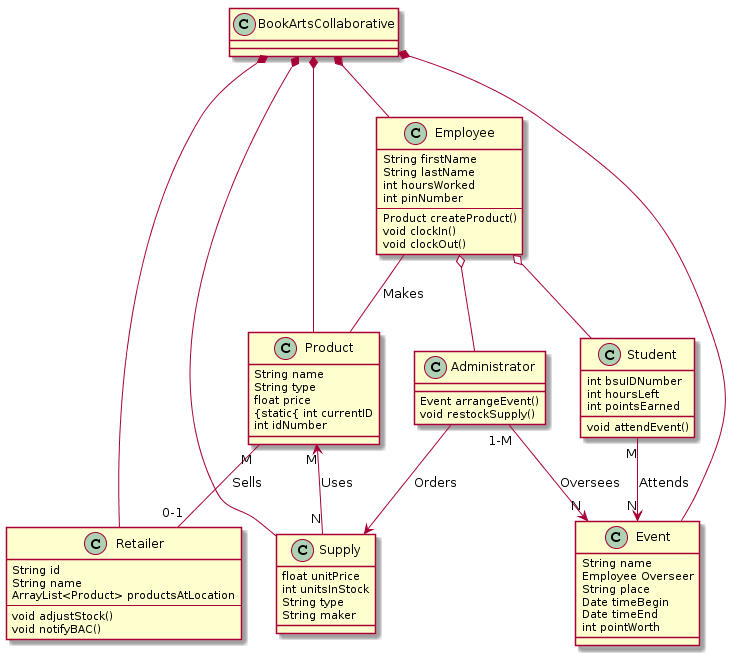 C BookArtsCollaborative
C Employee
String firstName
String lastName
int hoursWorked
int pinNumber
Product createProduct()
void clockIn()
void clockOut()
Makes
C Product
String name
String type
float price
{static{ int currentID
int idNumber
C Administrator
Event arrangeEvent()
void restockSupply()
C Student
int bsuIDNumber
int hoursLeft
int pointsEarned
void attendEvent()
M
Sells
0-1
M
Uses
N
Orders
1-M
Oversees
N
M
Attends
N
C Retailer
String id
String name
ArrayList<Product> productsAtLocation
void adjustStock()
void notifyBAC()
C Supply
float unitPrice
int unitsInStock
String type
String maker
C Event
String name
Employee Overseer
String place
Date timeBegin
Date timeEnd
int pointWorth